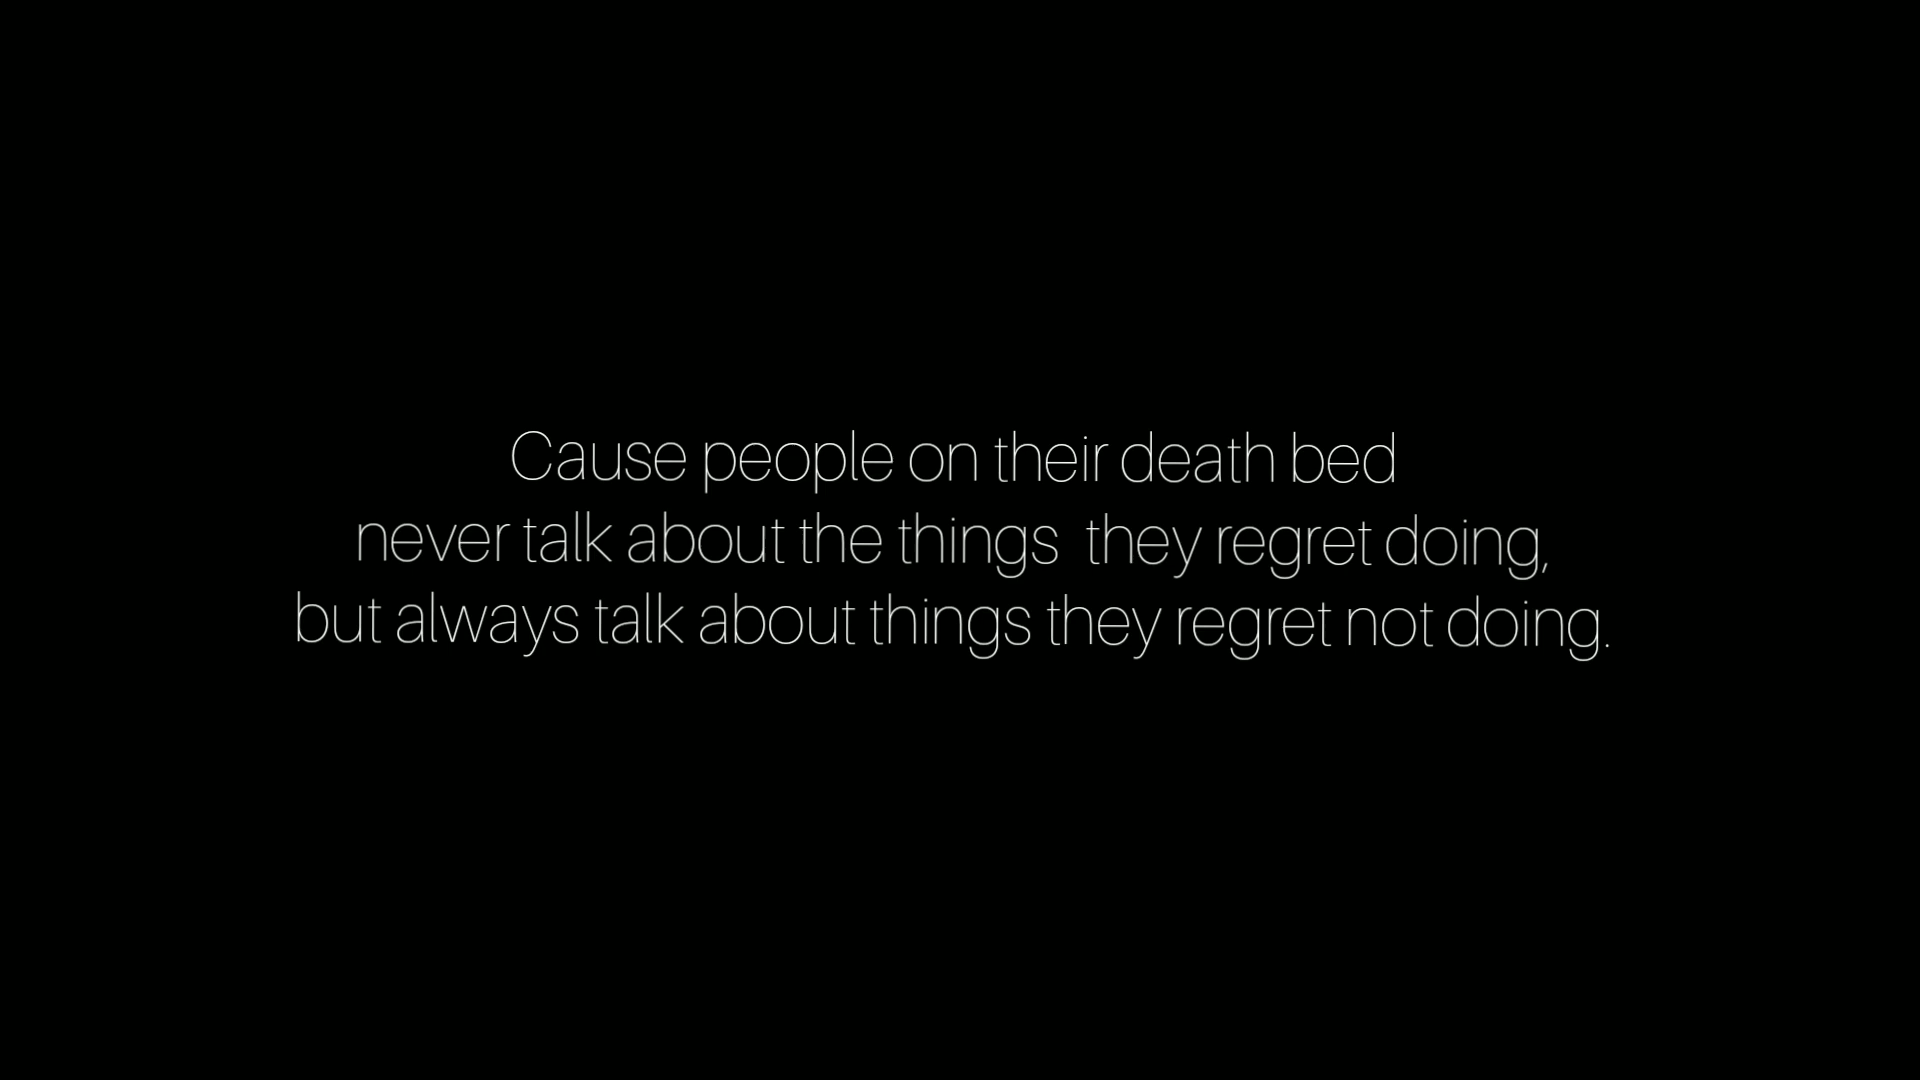 Cause people on their death bed
never talk about the things  they regret doing,
but always talk about things they regret not doing.